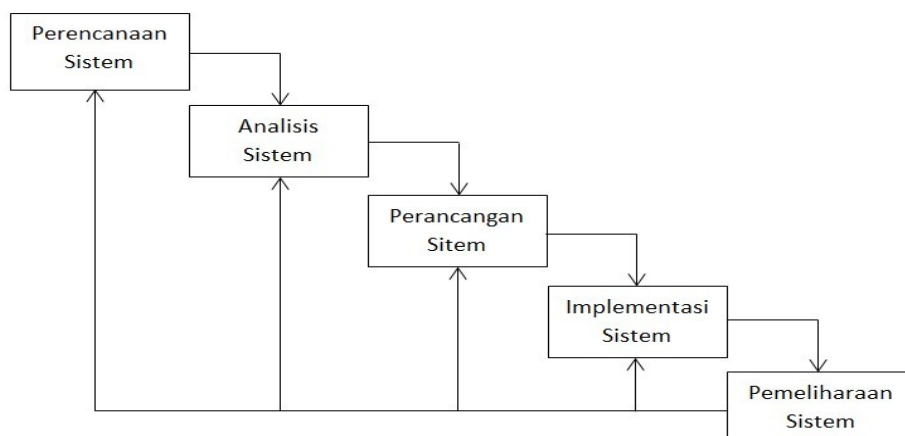 Perencanaan
Sistem
Analisis
Sistem
Perancangan
Sitem
Implementasi
Sistem
Pemeliharaan
Sistem